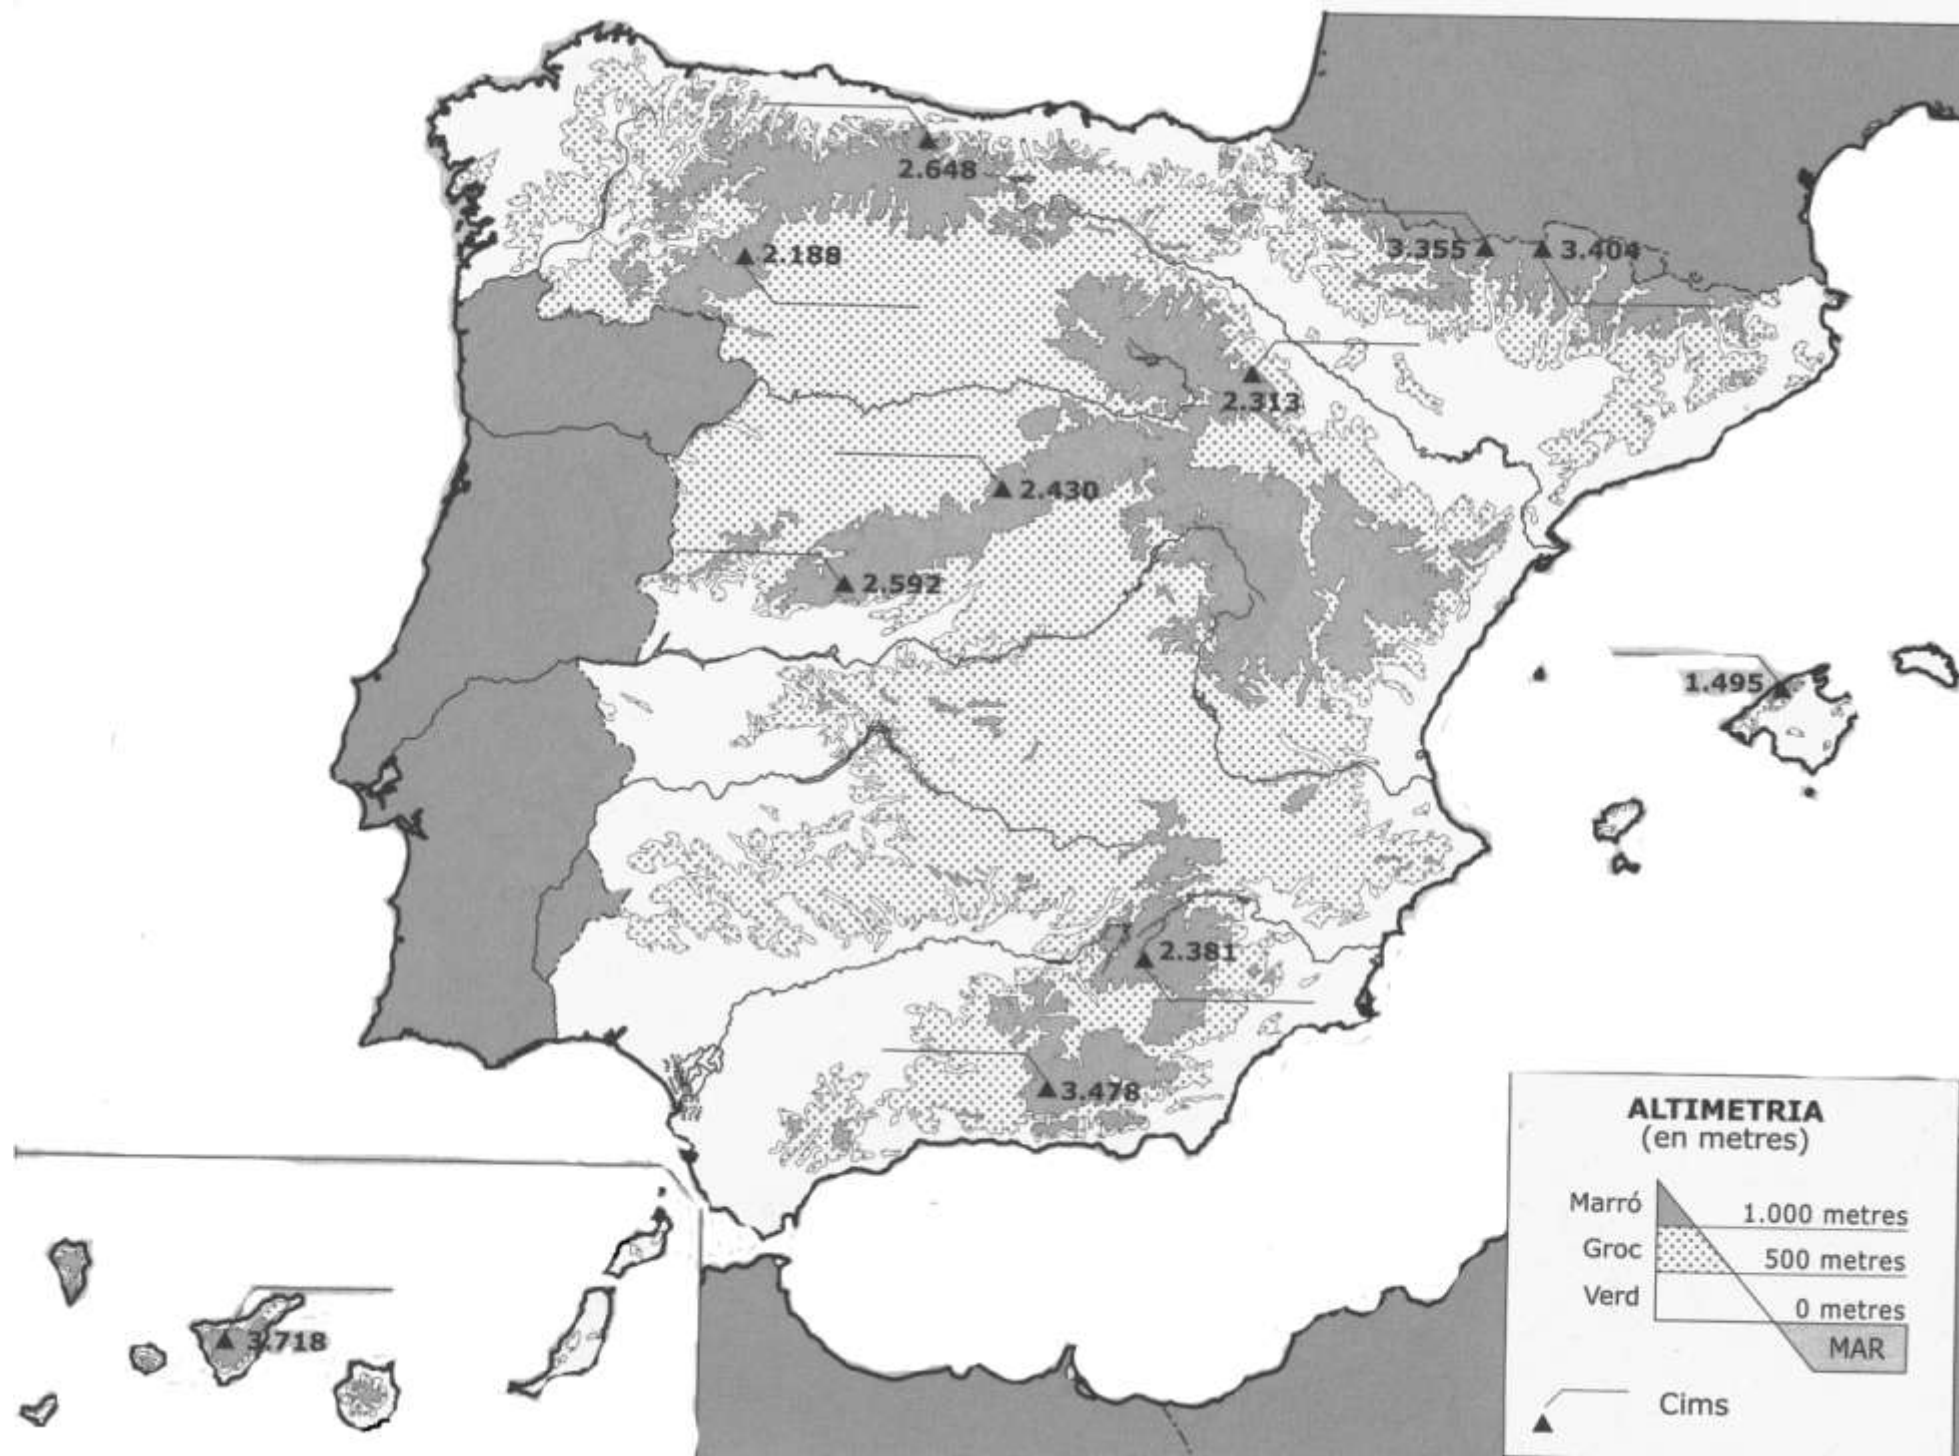 2.648
2.188
3.355
3.404
2.313
2.430
2.592
1.495
2.381
3.478
3.718
ALTIMETRIA
(en metres)
Marró
1.000 metres
Groc
500 metres
Verd
0 metres
MAR
Cims